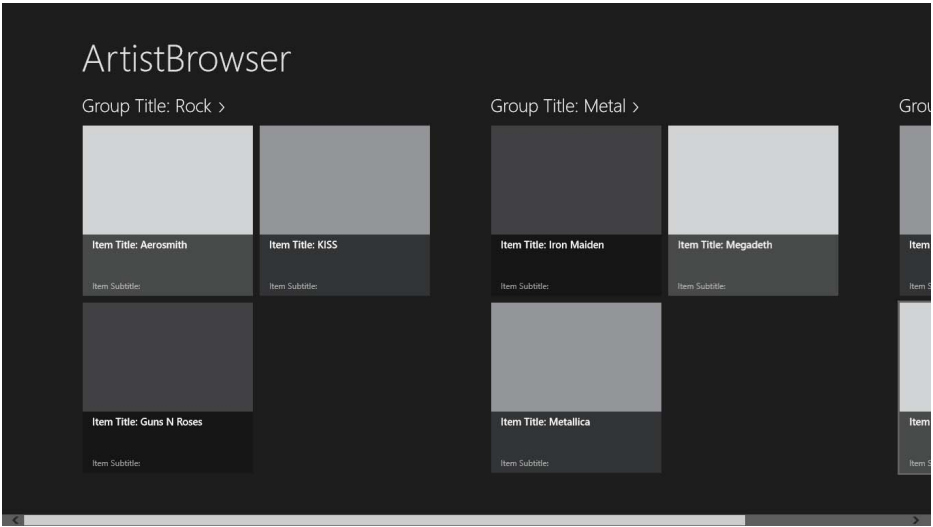 ArtistBrowser
Group Title: Rock >
Item Title: Aerosmith
Item Subtitle:
Item Title: KISS
Item Subtitle:
Item Title: Guns N Roses
Item Subtitle:
Group Title: Metal >
Item Title: Iron Maiden
Item Subtitle:
Item Title: Megadeth
Item Subtitle:
Item Title: Metallica
Item Subtitle:
Item
Item